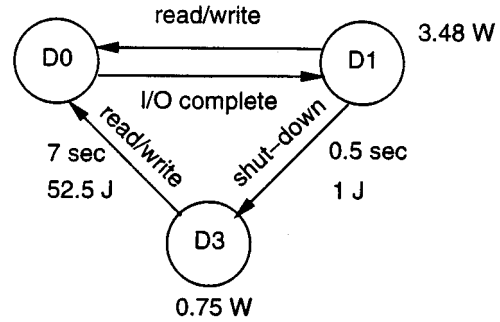 read/write
D0
D1
3.48 W
I/O complete
read/write
shut-down
7 sec
52.5 J
0.5 sec
1 J
D3
0.75 W